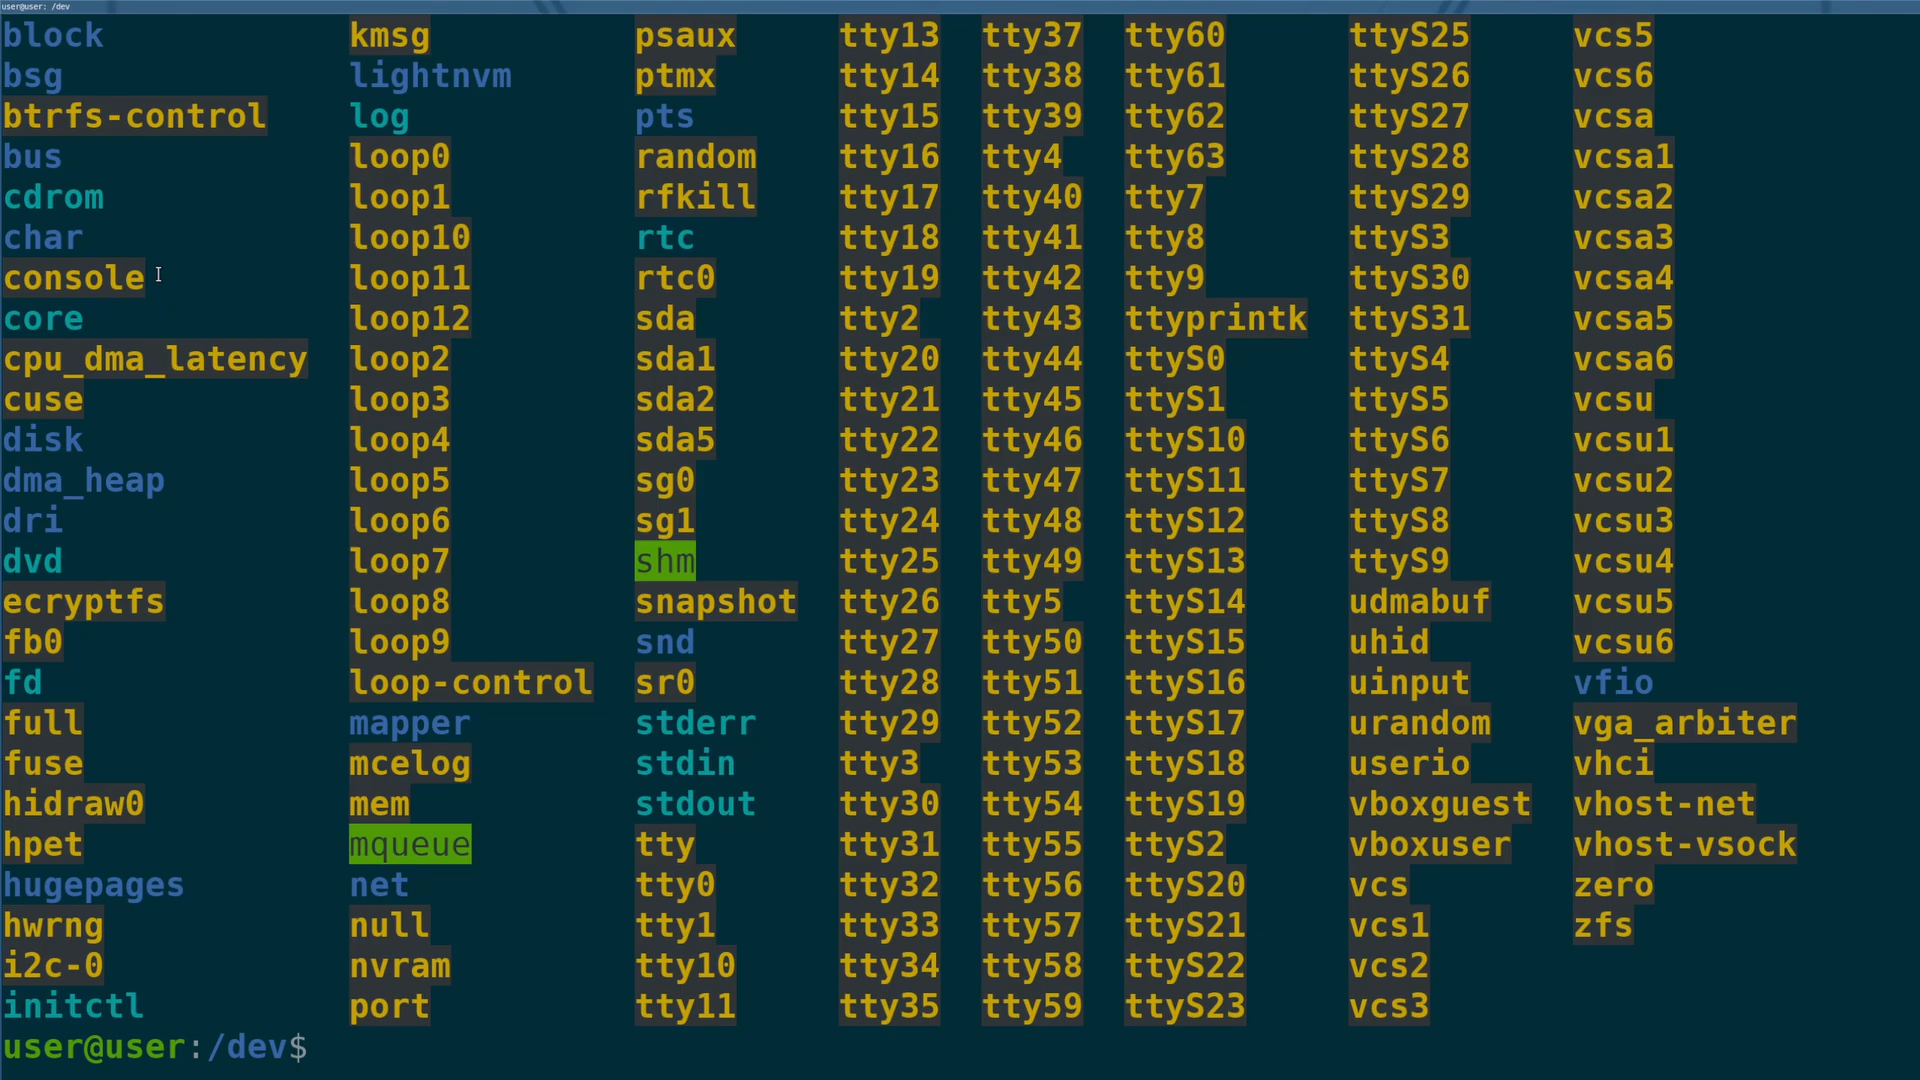 user@user: /dev
block kmsg psaux tty13 tty37 tty60 ttyS25 vcs5
bsg lightnvm ptmx tty14 tty38 tty61 ttyS26 vcs6
btrfs-control log pts tty15 tty39 tty62 ttyS27 vcsa
bus loop0 random tty16 tty4 tty63 ttyS28 vcsa1
cdrom loop1 rfkill tty17 tty40 tty7 ttyS29 vcsa2
char loop10 rtc tty18 tty41 tty8 ttyS3 vcsa3
console loop11 rtc0 tty19 tty42 tty9 ttyS30 vcsa4
core loop12 sda tty2 tty43 ttyprintk ttyS31 vcsa5
cpu_dma_latency loop2 sda1 tty20 tty44 ttyS0 ttyS4 vcsa6
cuse loop3 sda2 tty21 tty45 ttyS1 ttyS5 vcsu
disk loop4 sda5 tty22 tty46 ttyS10 ttyS6 vcsu1
dma_heap loop5 sg0 tty23 tty47 ttyS11 ttyS7 vcsu2
dri loop6 sg1 tty24 tty48 ttyS12 ttyS8 vcsu3
dvd loop7 shm tty25 tty49 ttyS13 ttyS9 vcsu4
ecryptfs loop8 snapshot tty26 tty5 ttyS14 udmabuf vcsu5
fb0 loop9 snd tty27 tty50 ttyS15 uhid vcsu6
fd loop-control sr0 tty28 tty51 ttyS16 uinput vfio
full mapper stderr tty29 tty52 ttyS17 urandom vga_arbiter
fuse mcelog stdin tty3 tty53 ttyS18 userio vhci
hidraw0 mem stdout tty30 tty54 ttyS19 vboxguest vhost-net
hpet mqueue tty tty31 tty55 ttyS2 vboxuser vhost-vsock
hugepages net tty0 tty32 tty56 ttyS20 vcs zero
hwrng null tty1 tty33 tty57 ttyS21 vcs1 zfs
i2c-0 nvram tty10 tty34 tty58 ttyS22 vcs2
initctl port tty11 tty35 tty59 ttyS23 vcs3
user@user:/dev$